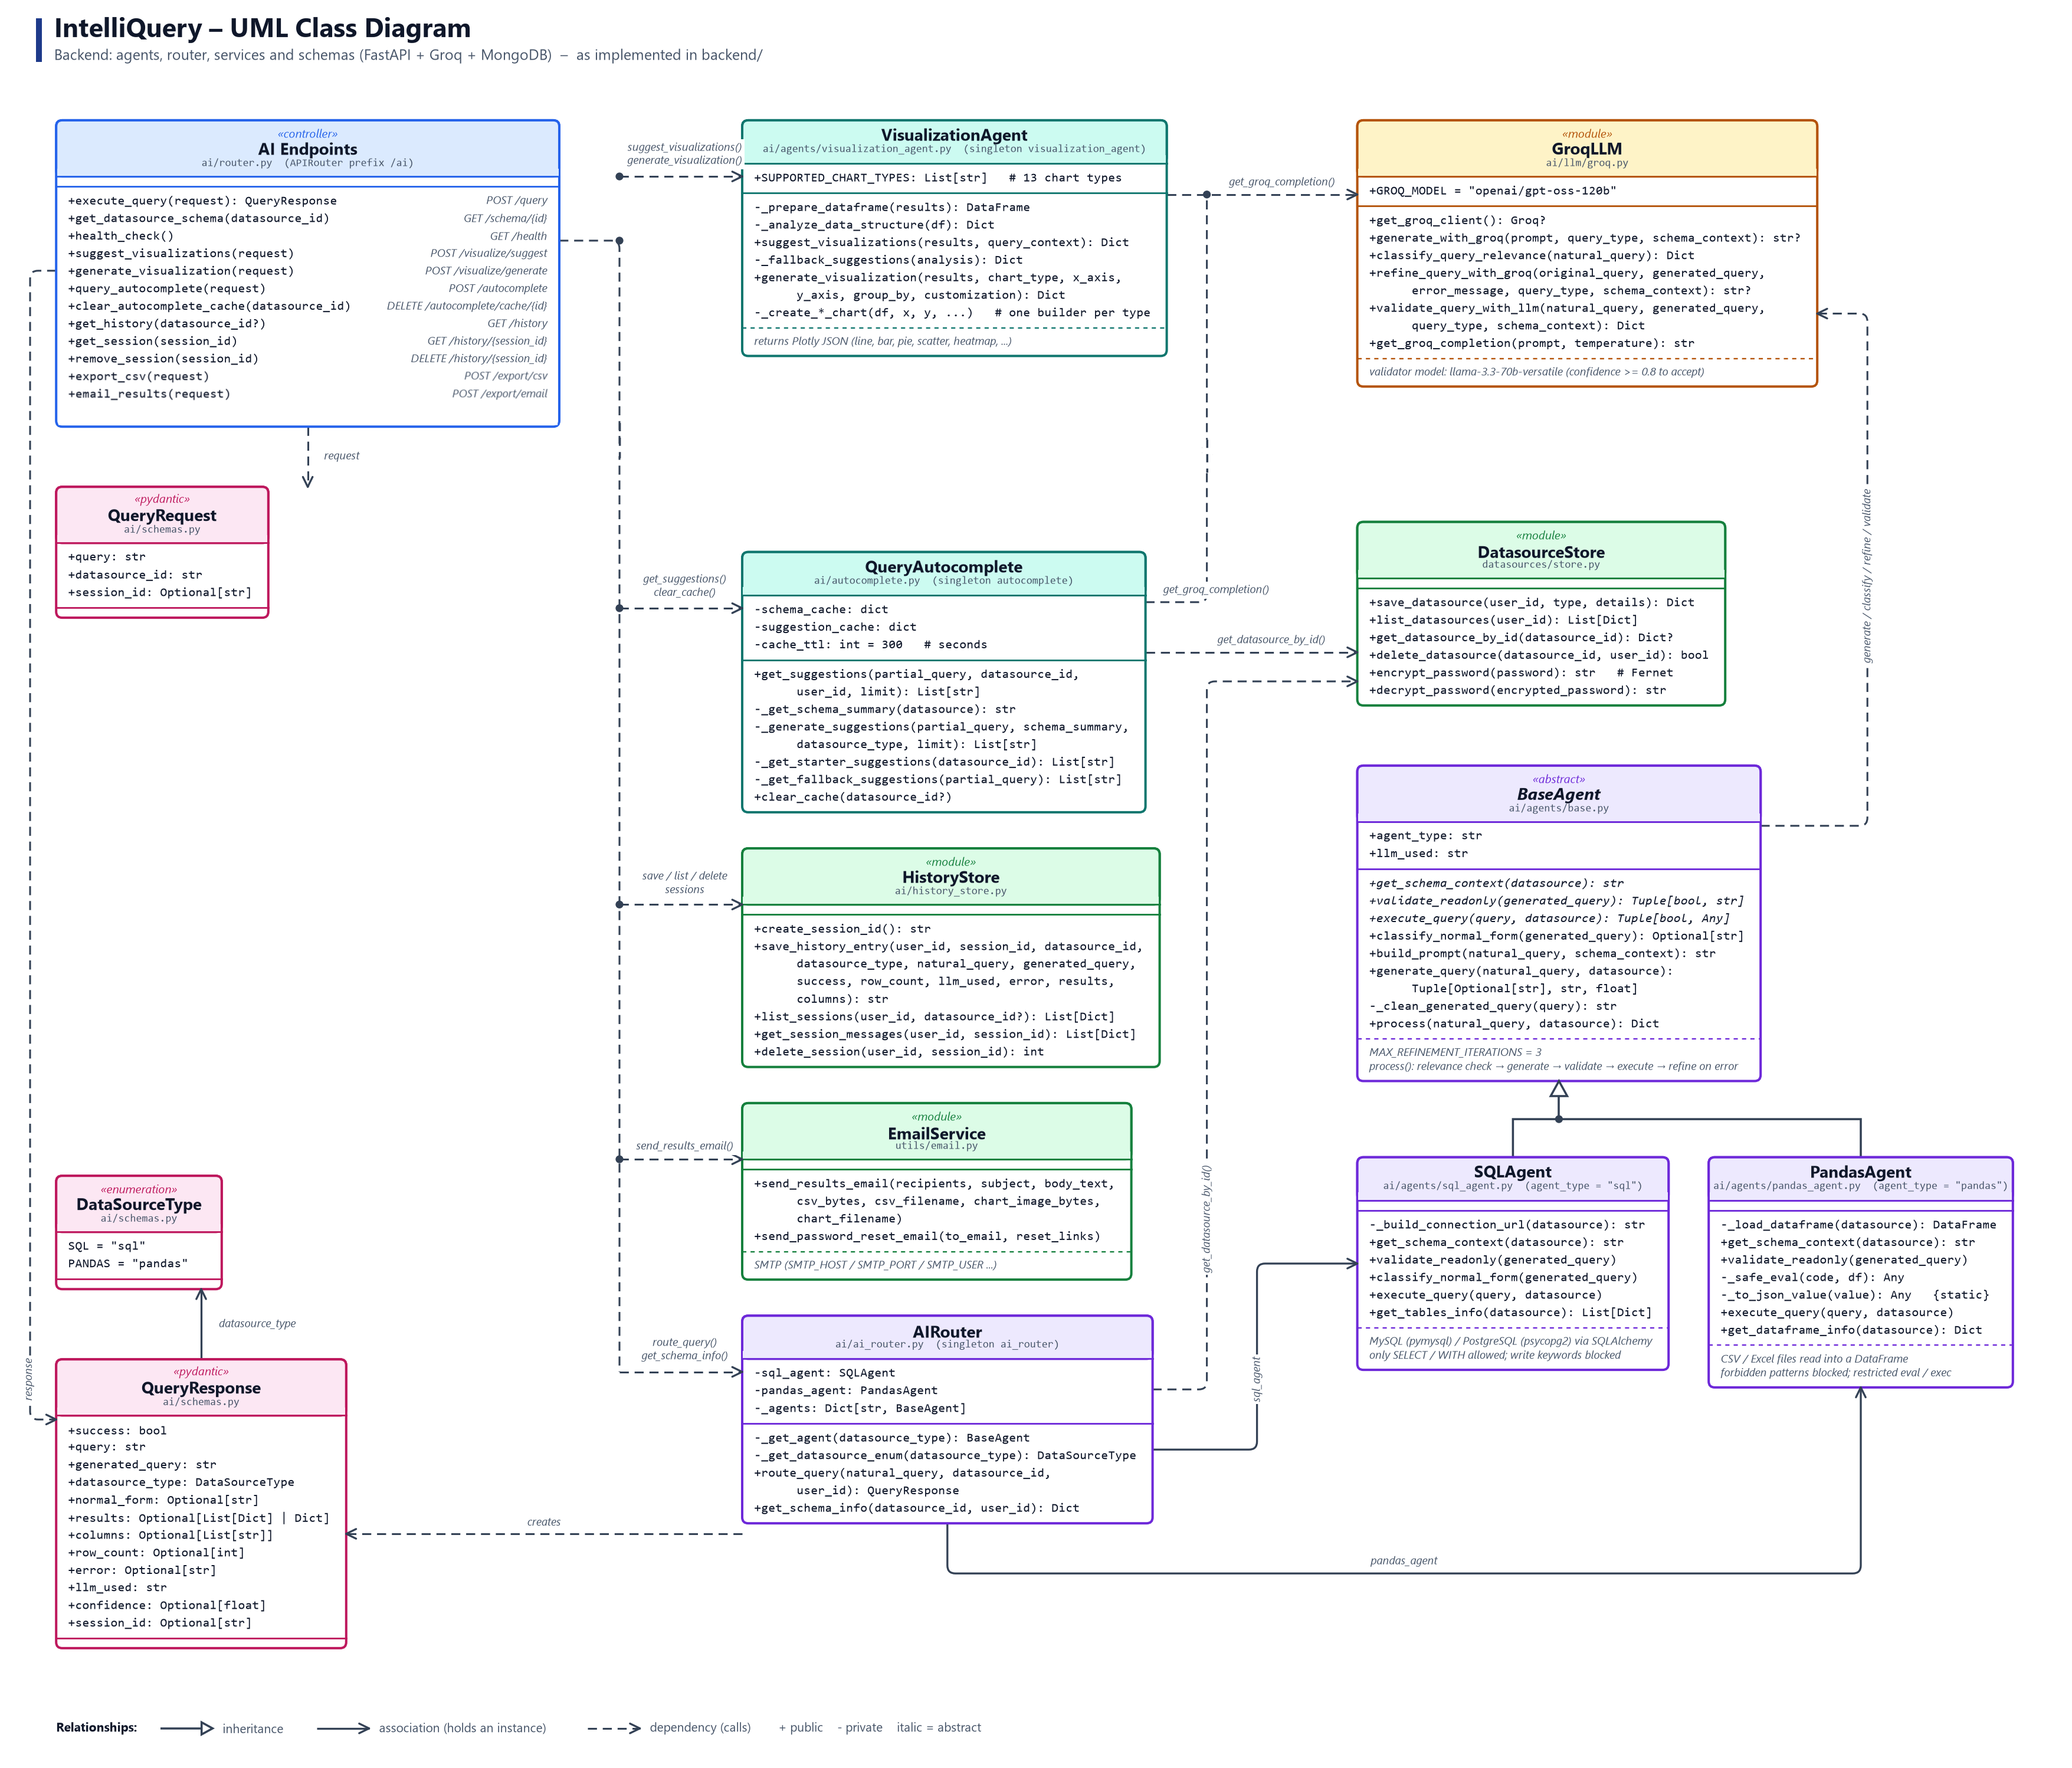 IntelliQuery – UML Class Diagram
Backend: agents, router, services and schemas (FastAPI + Groq + MongoDB) – as implemented in backend/
«controller»
AI Endpoints
ai/router.py (APIRouter prefix /ai)
+execute_query(request): QueryResponse POST /query
+get_datasource_schema(datasource_id) GET /schema/{id}
+health_check() GET /health
+suggest_visualizations(request) POST /visualize/suggest
+generate_visualization(request) POST /visualize/generate
+query_autocomplete(request) POST /autocomplete
+clear_autocomplete_cache(datasource_id) DELETE /autocomplete/cache/{id}
+get_history(datasource_id?) GET /history
+get_session(session_id) GET /history/{session_id}
+remove_session(session_id) DELETE /history/{session_id}
+export_csv(request) POST /export/csv
+email_results(request) POST /export/email
request
«pydantic»
QueryRequest
ai/schemas.py
+query: str
+datasource_id: str
+session_id: Optional[str]
«enumeration»
DataSourceType
ai/schemas.py
SQL = "sql"
PANDAS = "pandas"
datasource_type
response
«pydantic»
QueryResponse
ai/schemas.py
+success: bool
+query: str
+generated_query: str
+datasource_type: DataSourceType
+normal_form: Optional[str]
+results: Optional[List[Dict] | Dict]
+columns: Optional[List[str]]
+row_count: Optional[int]
+error: Optional[str]
+llm_used: str
+confidence: Optional[float]
+session_id: Optional[str]
creates
suggest_visualizations()
generate_visualization()
VisualizationAgent
ai/agents/visualization_agent.py (singleton visualization_agent)
+SUPPORTED_CHART_TYPES: List[str] # 13 chart types
-_prepare_dataframe(results): DataFrame
-_analyze_data_structure(df): Dict
+suggest_visualizations(results, query_context): Dict
-_fallback_suggestions(analysis): Dict
+generate_visualization(results, chart_type, x_axis,
y_axis, group_by, customization): Dict
-_create_*_chart(df, x, y, ...) # one builder per type
returns Plotly JSON (line, bar, pie, scatter, heatmap, ...)
get_groq_completion()
get_suggestions()
clear_cache()
QueryAutocomplete
ai/autocomplete.py (singleton autocomplete)
-schema_cache: dict
-suggestion_cache: dict
-cache_ttl: int = 300 # seconds
+get_suggestions(partial_query, datasource_id,
user_id, limit): List[str]
-_get_schema_summary(datasource): str
-_generate_suggestions(partial_query, schema_summary,
datasource_type, limit): List[str]
-_get_starter_suggestions(datasource_id): List[str]
-_get_fallback_suggestions(partial_query): List[str]
+clear_cache(datasource_id?)
get_groq_completion()
get_datasource_by_id()
save / list / delete
sessions
«module»
HistoryStore
ai/history_store.py
+create_session_id(): str
+save_history_entry(user_id, session_id, datasource_id,
datasource_type, natural_query, generated_query,
success, row_count, llm_used, error, results,
columns): str
+list_sessions(user_id, datasource_id?): List[Dict]
+get_session_messages(user_id, session_id): List[Dict]
+delete_session(user_id, session_id): int
send_results_email()
«module»
EmailService
utils/email.py
+send_results_email(recipients, subject, body_text,
csv_bytes, csv_filename, chart_image_bytes,
chart_filename)
+send_password_reset_email(to_email, reset_links)
SMTP (SMTP_HOST / SMTP_PORT / SMTP_USER ...)
get_datasource_by_id()
route_query()
get_schema_info()
AIRouter
ai/ai_router.py (singleton ai_router)
-sql_agent: SQLAgent
-pandas_agent: PandasAgent
-_agents: Dict[str, BaseAgent]
-_get_agent(datasource_type): BaseAgent
-_get_datasource_enum(datasource_type): DataSourceType
+route_query(natural_query, datasource_id,
user_id): QueryResponse
+get_schema_info(datasource_id, user_id): Dict
sql_agent
pandas_agent
«module»
GroqLLM
ai/llm/groq.py
+GROQ_MODEL = "openai/gpt-oss-120b"
+get_groq_client(): Groq?
+generate_with_groq(prompt, query_type, schema_context): str?
+classify_query_relevance(natural_query): Dict
+refine_query_with_groq(original_query, generated_query,
error_message, query_type, schema_context): str?
+validate_query_with_llm(natural_query, generated_query,
query_type, schema_context): Dict
+get_groq_completion(prompt, temperature): str
validator model: llama-3.3-70b-versatile (confidence >= 0.8 to accept)
generate / classify / refine / validate
«module»
DatasourceStore
datasources/store.py
+save_datasource(user_id, type, details): Dict
+list_datasources(user_id): List[Dict]
+get_datasource_by_id(datasource_id): Dict?
+delete_datasource(datasource_id, user_id): bool
+encrypt_password(password): str # Fernet
+decrypt_password(encrypted_password): str
«abstract»
BaseAgent
ai/agents/base.py
+agent_type: str
+llm_used: str
+get_schema_context(datasource): str
+validate_readonly(generated_query): Tuple[bool, str]
+execute_query(query, datasource): Tuple[bool, Any]
+classify_normal_form(generated_query): Optional[str]
+build_prompt(natural_query, schema_context): str
+generate_query(natural_query, datasource):
Tuple[Optional[str], str, float]
-_clean_generated_query(query): str
+process(natural_query, datasource): Dict
MAX_REFINEMENT_ITERATIONS = 3
process(): relevance check → generate → validate → execute → refine on error
SQLAgent
ai/agents/sql_agent.py (agent_type = "sql")
-_build_connection_url(datasource): str
+get_schema_context(datasource): str
+validate_readonly(generated_query)
+classify_normal_form(generated_query)
+execute_query(query, datasource)
+get_tables_info(datasource): List[Dict]
MySQL (pymysql) / PostgreSQL (psycopg2) via SQLAlchemy
only SELECT / WITH allowed; write keywords blocked
PandasAgent
ai/agents/pandas_agent.py (agent_type = "pandas")
-_load_dataframe(datasource): DataFrame
+get_schema_context(datasource): str
+validate_readonly(generated_query)
-_safe_eval(code, df): Any
-_to_json_value(value): Any {static}
+execute_query(query, datasource)
+get_dataframe_info(datasource): Dict
CSV / Excel files read into a DataFrame
forbidden patterns blocked; restricted eval / exec
Relationships: inheritance association (holds an instance) dependency (calls) + public - private italic = abstract